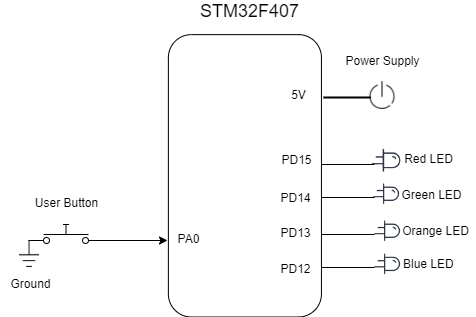 STM32F407
Power Supply
5V
PD15
Red LED
PD14
Green LED
User Button
PA0
PD13
Orange LED
PD12
Blue LED
Ground